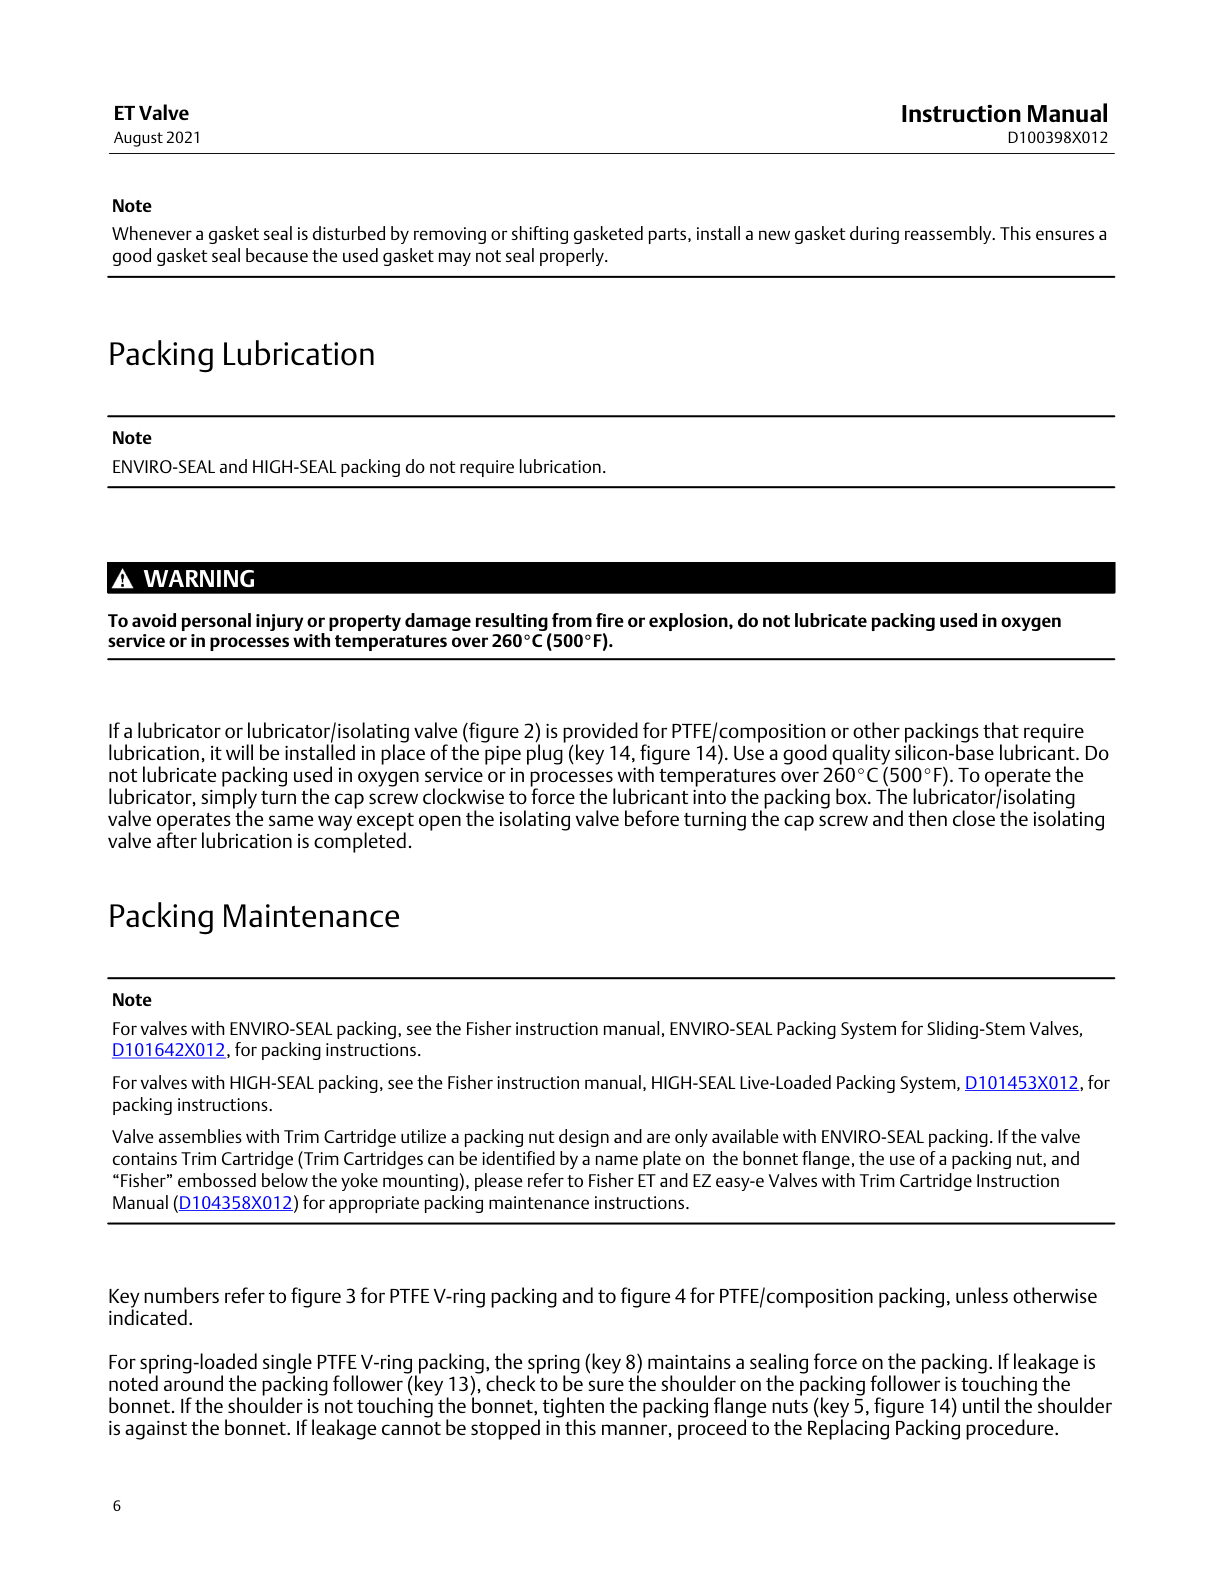 ET Valve
August 2021
Instruction Manual
D100398X012
Note
Whenever a gasket seal is disturbed by removing or shifting gasketed parts, install a new gasket during reassembly. This ensures a
good gasket seal because the used gasket may not seal properly.
Packing Lubrication
Note
ENVIRO-SEAL and HIGH-SEAL packing do not require lubrication.
WARNING
To avoid personal injury or property damage resulting from fire or explosion, do not lubricate packing used in oxygen
service or in processes with temperatures over 260°C (500°F).
If a lubricator or lubricator/isolating valve (figure 2) is provided for PTFE/composition or other packings that require
lubrication, it will be installed in place of the pipe plug (key 14, figure 14). Use a good quality silicon-base lubricant. Do
not lubricate packing used in oxygen service or in processes with temperatures over 260°C (500°F). To operate the
lubricator, simply turn the cap screw clockwise to force the lubricant into the packing box. The lubricator/isolating
valve operates the same way except open the isolating valve before turning the cap screw and then close the isolating
valve after lubrication is completed.
Packing Maintenance
Note
For valves with ENVIRO-SEAL packing, see the Fisher instruction manual, ENVIRO-SEAL Packing System for Sliding-Stem Valves,
D101642X012, for packing instructions.
For valves with HIGH-SEAL packing, see the Fisher instruction manual, HIGH-SEAL Live-Loaded Packing System, D101453X012, for
packing instructions.
Valve assemblies with Trim Cartridge utilize a packing nut design and are only available with ENVIRO-SEAL packing. If the valve
contains Trim Cartridge (Trim Cartridges can be identified by a name plate on the bonnet flange, the use of a packing nut, and
“Fisher” embossed below the yoke mounting), please refer to Fisher ET and EZ easy-e Valves with Trim Cartridge Instruction
Manual (D104358X012) for appropriate packing maintenance instructions.
Key numbers refer to figure 3 for PTFE V-ring packing and to figure 4 for PTFE/composition packing, unless otherwise
indicated.
For spring-loaded single PTFE V-ring packing, the spring (key 8) maintains a sealing force on the packing. If leakage is
noted around the packing follower (key 13), check to be sure the shoulder on the packing follower is touching the
bonnet. If the shoulder is not touching the bonnet, tighten the packing flange nuts (key 5, figure 14) until the shoulder
is against the bonnet. If leakage cannot be stopped in this manner, proceed to the Replacing Packing procedure.
6